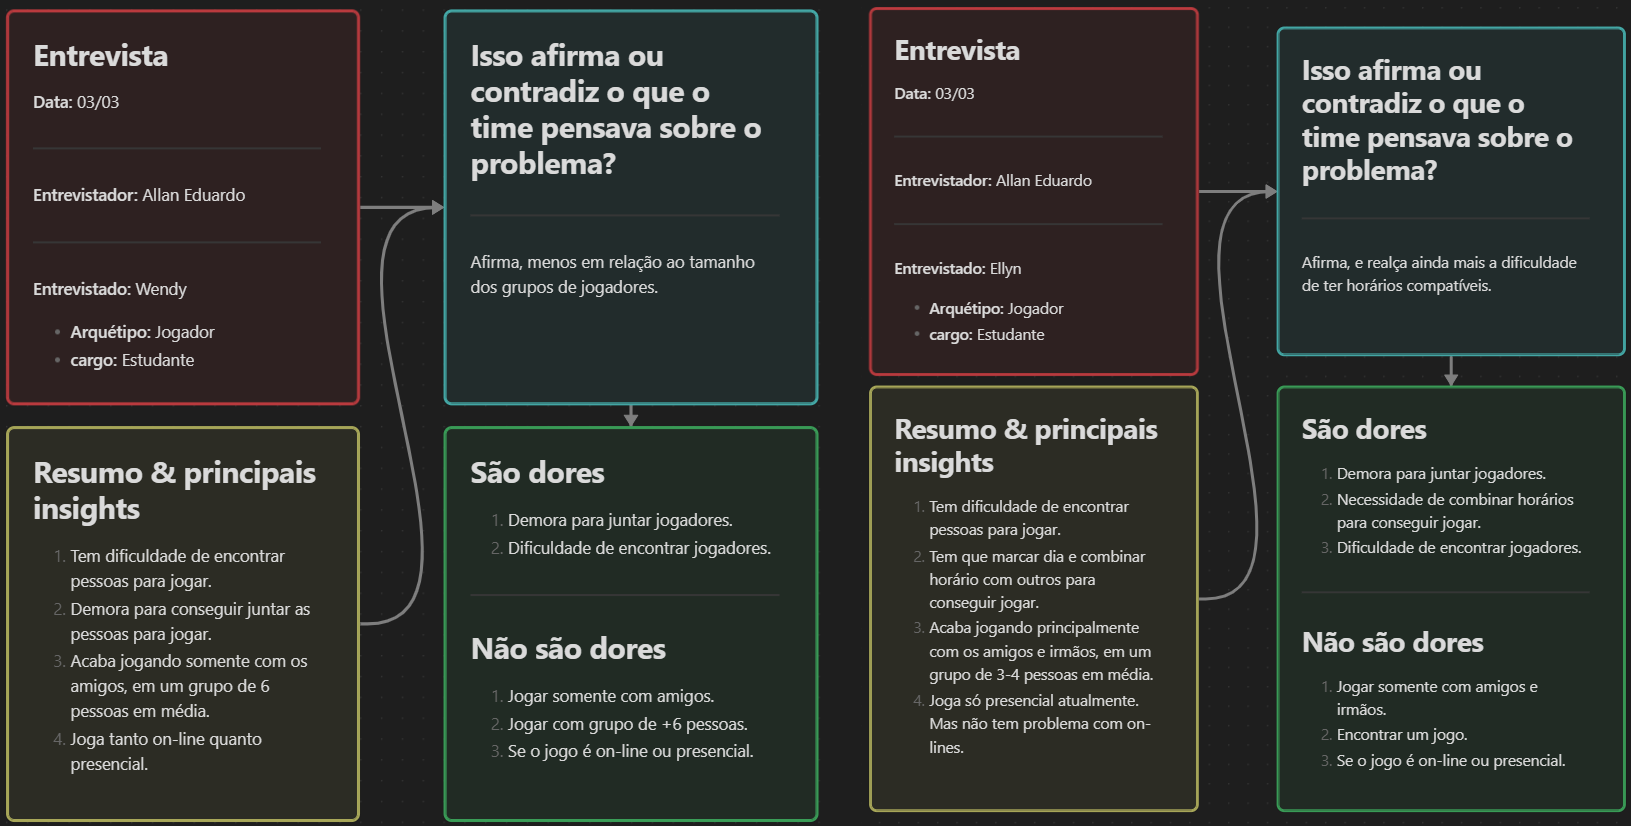 Entrevista
Data: 03/03
Entrevistador: Allan Eduardo
Entrevistado: Wendy
• Arquétipo: Jogador
• cargo: Estudante
Resumo & principais
insights
1. Tem dificuldade de encontrar
pessoas para jogar.
2. Demora para conseguir juntar as
pessoas para jogar.
3. Acaba jogando somente com os
amigos, em um grupo de 6
pessoas em média.
4. Joga tanto on-line quanto
presencial.
Isso afirma ou
contradiz o que o
time pensava sobre o
problema?
Afirma, menos em relação ao tamanho
dos grupos de jogadores.
São dores
1. Demora para juntar jogadores.
2. Dificuldade de encontrar jogadores.
Não são dores
1. Jogar somente com amigos.
2. Jogar com grupo de +6 pessoas.
3. Se o jogo é on-line ou presencial.
Entrevista
Data: 03/03
Entrevistador: Allan Eduardo
Entrevistado: Ellyn
• Arquétipo: Jogador
• cargo: Estudante
Resumo & principais
insights
1. Tem dificuldade de encontrar
pessoas para jogar.
2. Tem que marcar dia e combinar
horário com outros para
conseguir jogar.
3. Acaba jogando principalmente
com os amigos e irmãos, em um
grupo de 3-4 pessoas em média.
4. Joga só presencial atualmente.
Mas não tem problema com on-
lines.
Isso afirma ou
contradiz o que o
time pensava sobre o
problema?
Afirma, e realça ainda mais a dificuldade
de ter horários compatíveis.
São dores
1. Demora para juntar jogadores.
2. Necessidade de combinar horários
para conseguir jogar.
3. Dificuldade de encontrar jogadores.
Não são dores
1. Jogar somente com amigos e
irmãos.
2. Encontrar um jogo.
3. Se o jogo é on-line ou presencial.